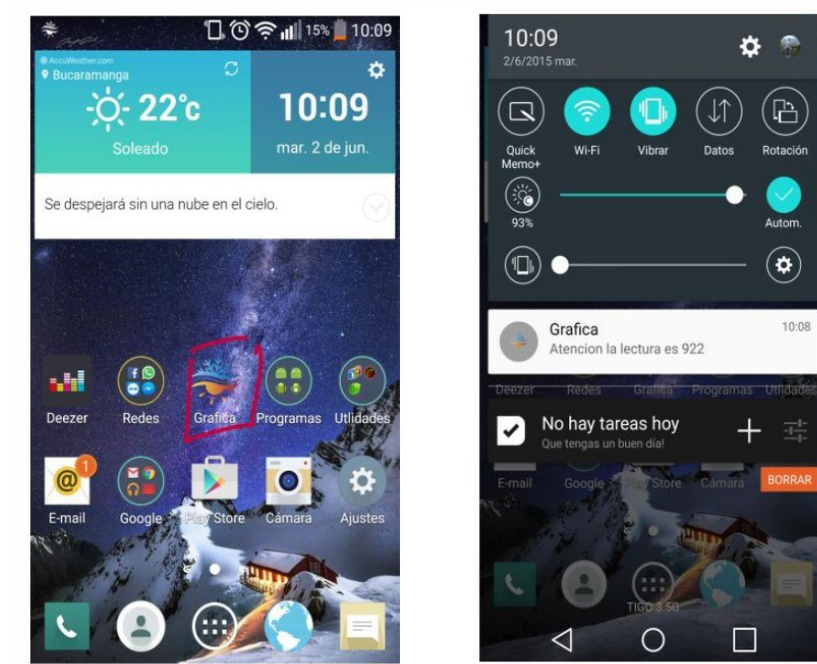 15% 10:09
AccuWeather.com
Bucaramanga
22°c
Soleado
10:09
mar. 2 de jun.
Se despejará sin una nube en el cielo.
Deezer Redes Grafica Programas Utlidades
1
E-mail Google Play Store Cámara Ajustes
10:09
2/6/2015 mar.
Quick Memo+ Wi-Fi Vibrar Datos Rotación
93% Autom.
Grafica 10:08
Atencion la lectura es 922
Deezer Redes Grafica Programas Utlidades
No hay tareas hoy
Que tengas un buen día!
E-mail Google Play Store Cámara BORRAR
TIGO 3.50